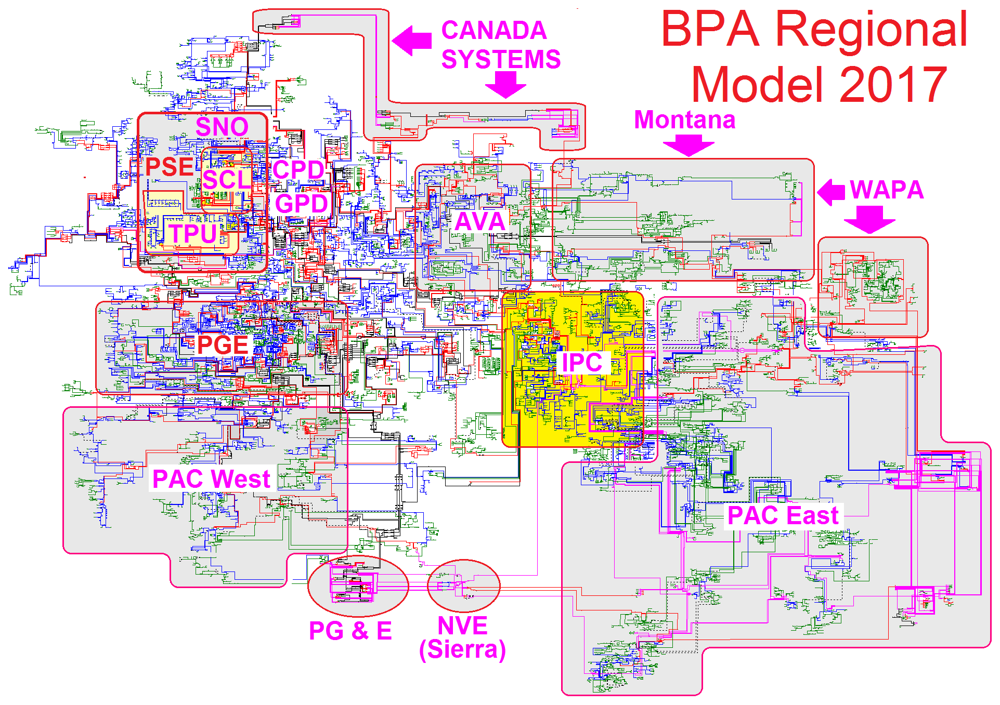 BPA Regional
Model 2017
CANADA
SYSTEMS
Montana
SNO
PSE
SCL
CPD
GPD
WAPA
AVA
TPU
PGE
IPC
PAC West
PAC East
PG & E
NVE
(Sierra)